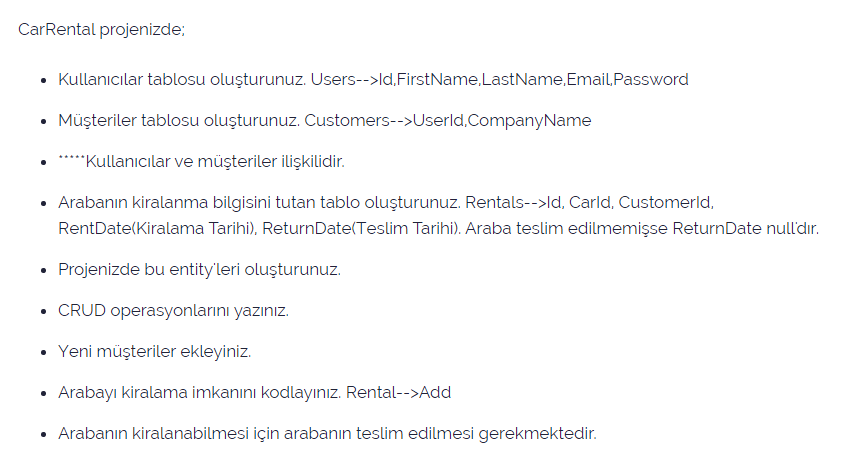 CarRental projenizde;
• Kullanıcılar tablosu oluşturunuz. Users-->Id,FirstName,LastName,Email,Password
• Müşteriler tablosu oluşturunuz. Customers-->UserId,CompanyName
• *****Kullanıcılar ve müşteriler ilişkilidir.
• Arabanın kiralanma bilgisini tutan tablo oluşturunuz. Rentals-->Id, CarId, CustomerId,
RentDate(Kiralama Tarihi), ReturnDate(Teslim Tarihi). Araba teslim edilmemişse ReturnDate null'dır.
• Projenizde bu entity'leri oluşturunuz.
• CRUD operasyonlarını yazınız.
• Yeni müşteriler ekleyiniz.
• Arabayı kiralama imkanını kodlayınız. Rental-->Add
• Arabanın kiralanabilmesi için arabanın teslim edilmesi gerekmektedir.